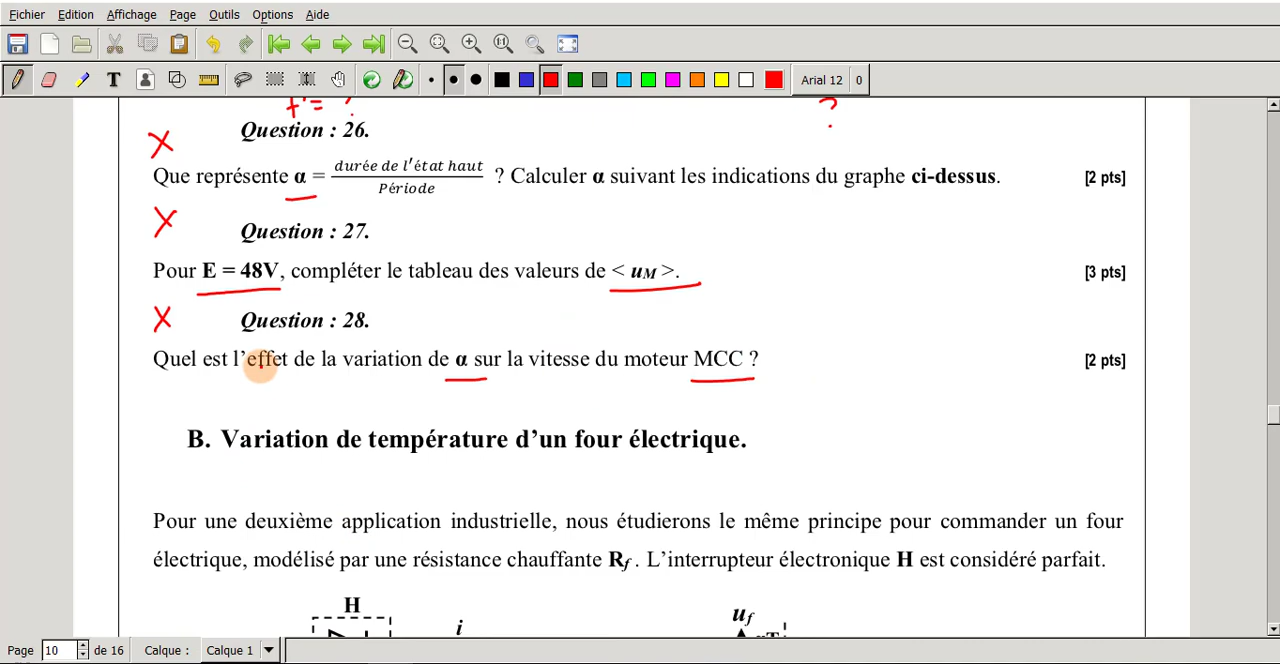 Fichier Edition Affichage Page Outils Options Aide
T Arial 12 0
f'= ? ?
X Question : 26.
Que représente α = durée de l'état haut / Période ? Calculer α suivant les indications du graphe ci-dessus. [2 pts]
X Question : 27.
Pour E = 48V, compléter le tableau des valeurs de < uM >. [3 pts]
X Question : 28.
Quel est l'effet de la variation de α sur la vitesse du moteur MCC ? [2 pts]
B. Variation de température d'un four électrique.
Pour une deuxième application industrielle, nous étudierons le même principe pour commander un four
électrique, modélisé par une résistance chauffante Rf . L'interrupteur électronique H est considéré parfait.
H i uf
Page 10 de 16 Calque : Calque 1